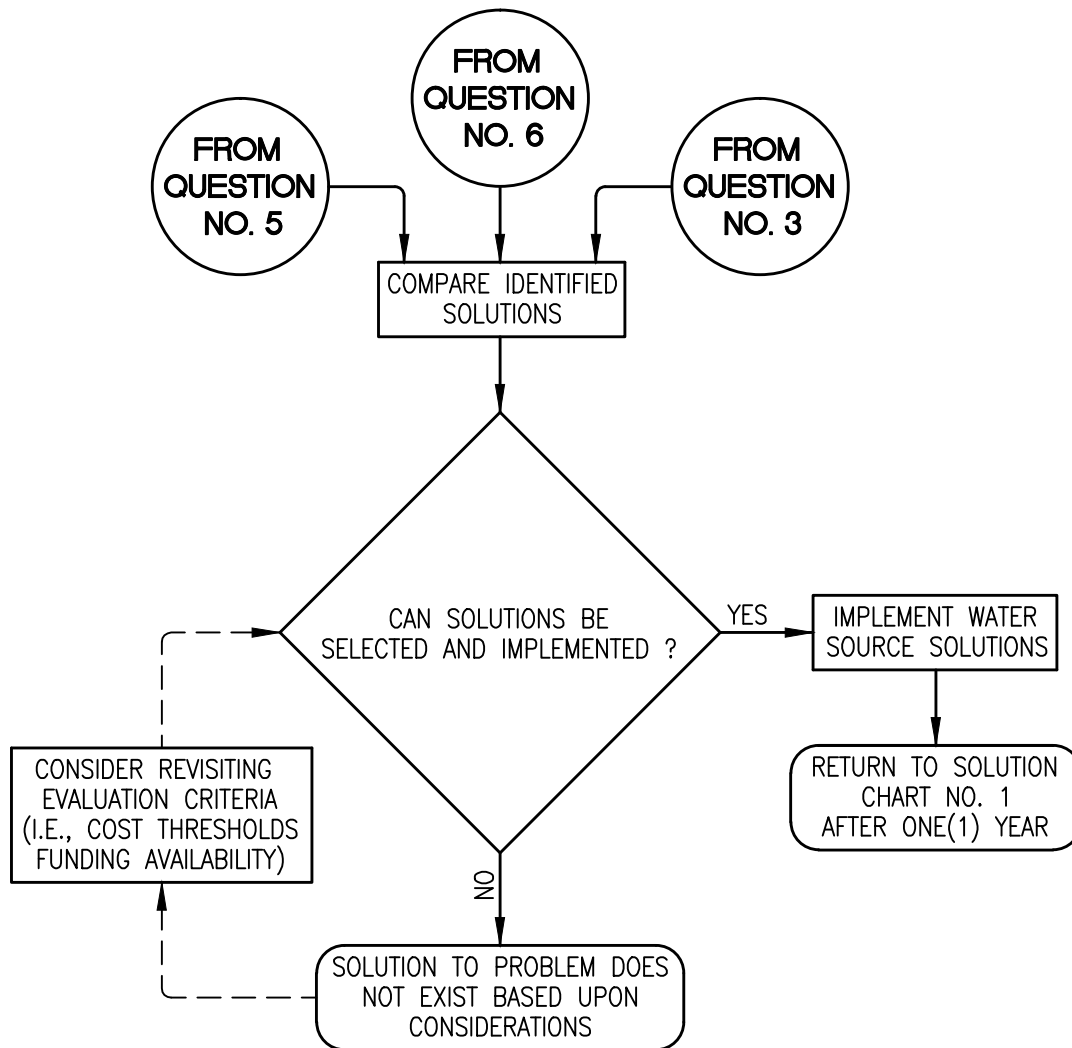 FROM
QUESTION
NO. 6
FROM
QUESTION
NO. 5
FROM
QUESTION
NO. 3
COMPARE IDENTIFIED
SOLUTIONS
CAN SOLUTIONS BE
SELECTED AND IMPLEMENTED ?
YES
IMPLEMENT WATER
SOURCE SOLUTIONS
RETURN TO SOLUTION
CHART NO. 1
AFTER ONE(1) YEAR
CONSIDER REVISITING
EVALUATION CRITERIA
(I.E., COST THRESHOLDS
FUNDING AVAILABILITY)
NO
SOLUTION TO PROBLEM DOES
NOT EXIST BASED UPON
CONSIDERATIONS